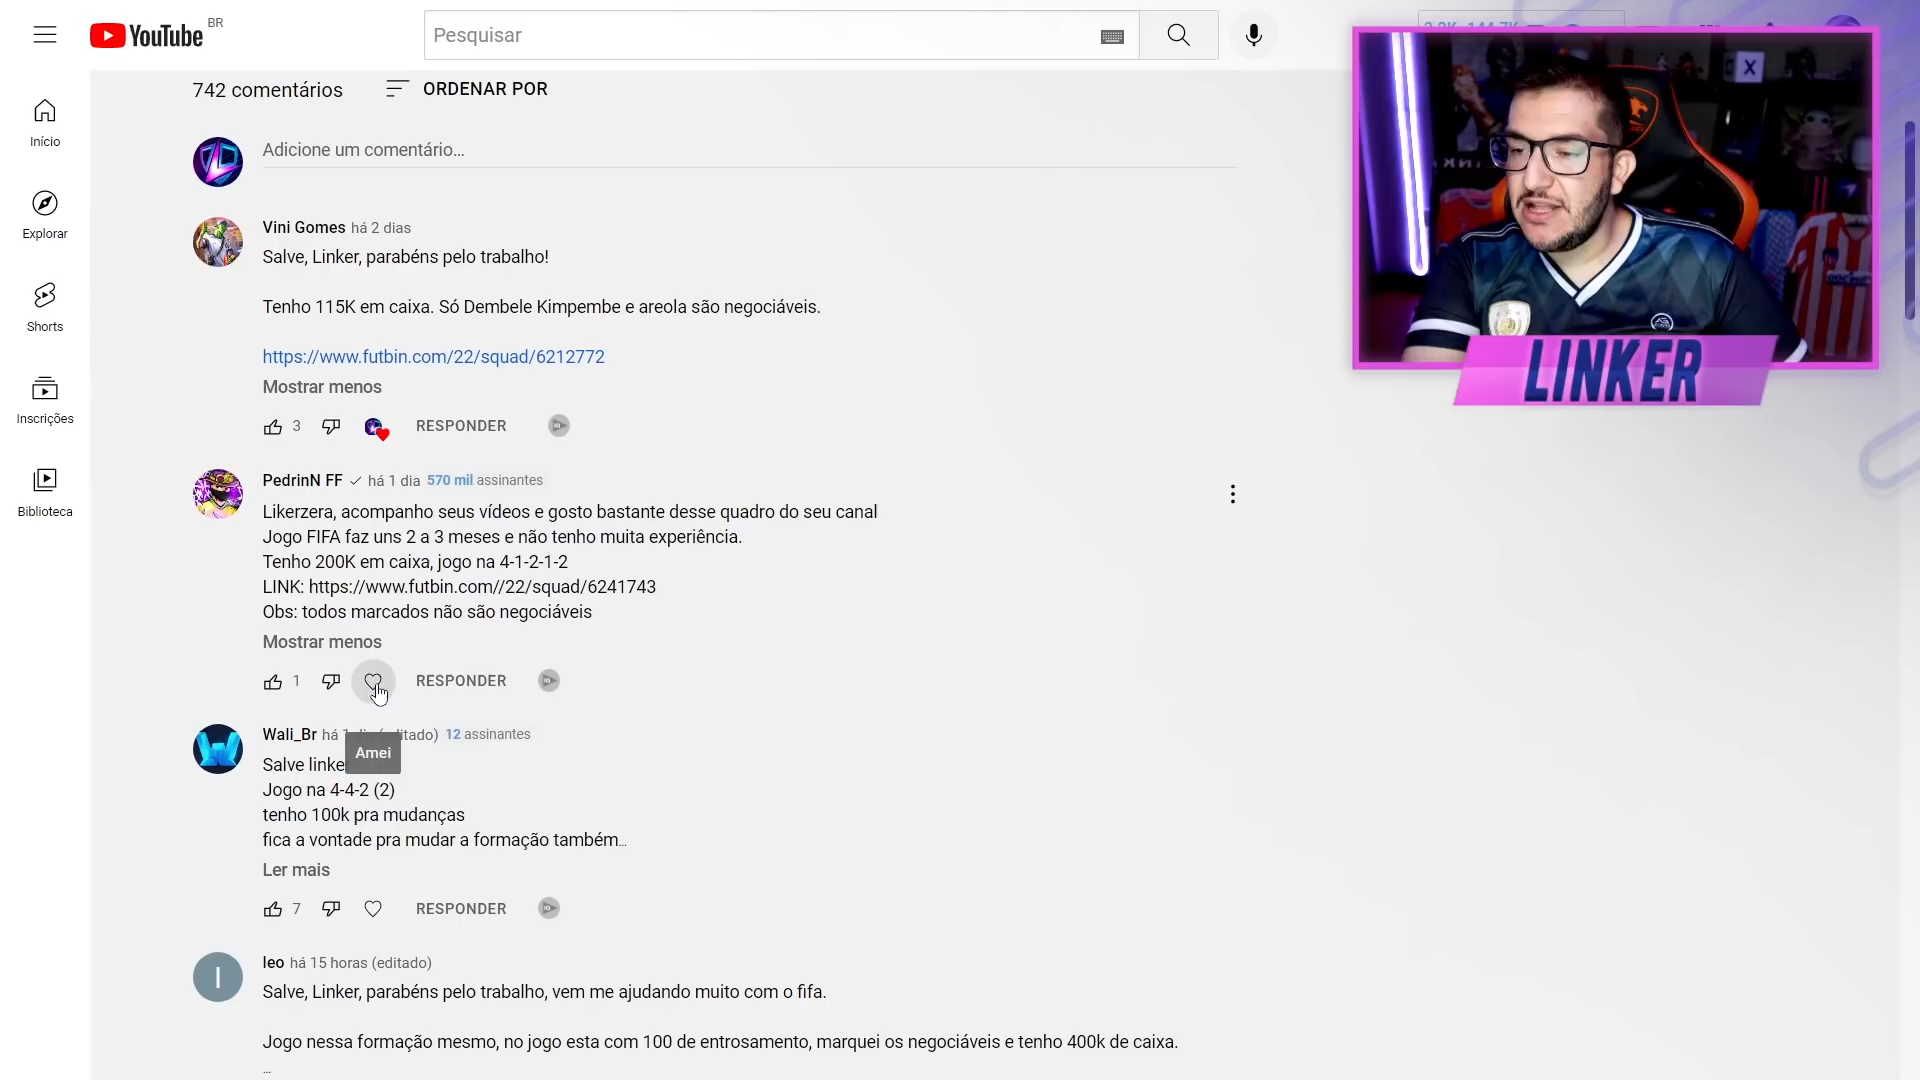 YouTube BR
Pesquisar
742 comentários
ORDENAR POR
Adicione um comentário...
Início
Explorar
Shorts
Inscrições
Biblioteca
Vini Gomes há 2 dias
Salve, Linker, parabéns pelo trabalho!
Tenho 115K em caixa. Só Dembele Kimpembe e areola são negociáveis.
https://www.futbin.com/22/squad/6212772
Mostrar menos
3 RESPONDER
PedrinN FF há 1 dia 570 mil assinantes
Likerzera, acompanho seus vídeos e gosto bastante desse quadro do seu canal
Jogo FIFA faz uns 2 a 3 meses e não tenho muita experiência.
Tenho 200K em caixa, jogo na 4-1-2-1-2
LINK: https://www.futbin.com//22/squad/6241743
Obs: todos marcados não são negociáveis
Mostrar menos
1 RESPONDER
Wali_Br há 12 assinantes
Amei
Salve linker
Jogo na 4-4-2 (2)
tenho 100k pra mudanças
fica a vontade pra mudar a formação também...
Ler mais
7 RESPONDER
I
leo há 15 horas (editado)
Salve, Linker, parabéns pelo trabalho, vem me ajudando muito com o fifa.
Jogo nessa formação mesmo, no jogo esta com 100 de entrosamento, marquei os negociáveis e tenho 400k de caixa.
...
X
LINKER